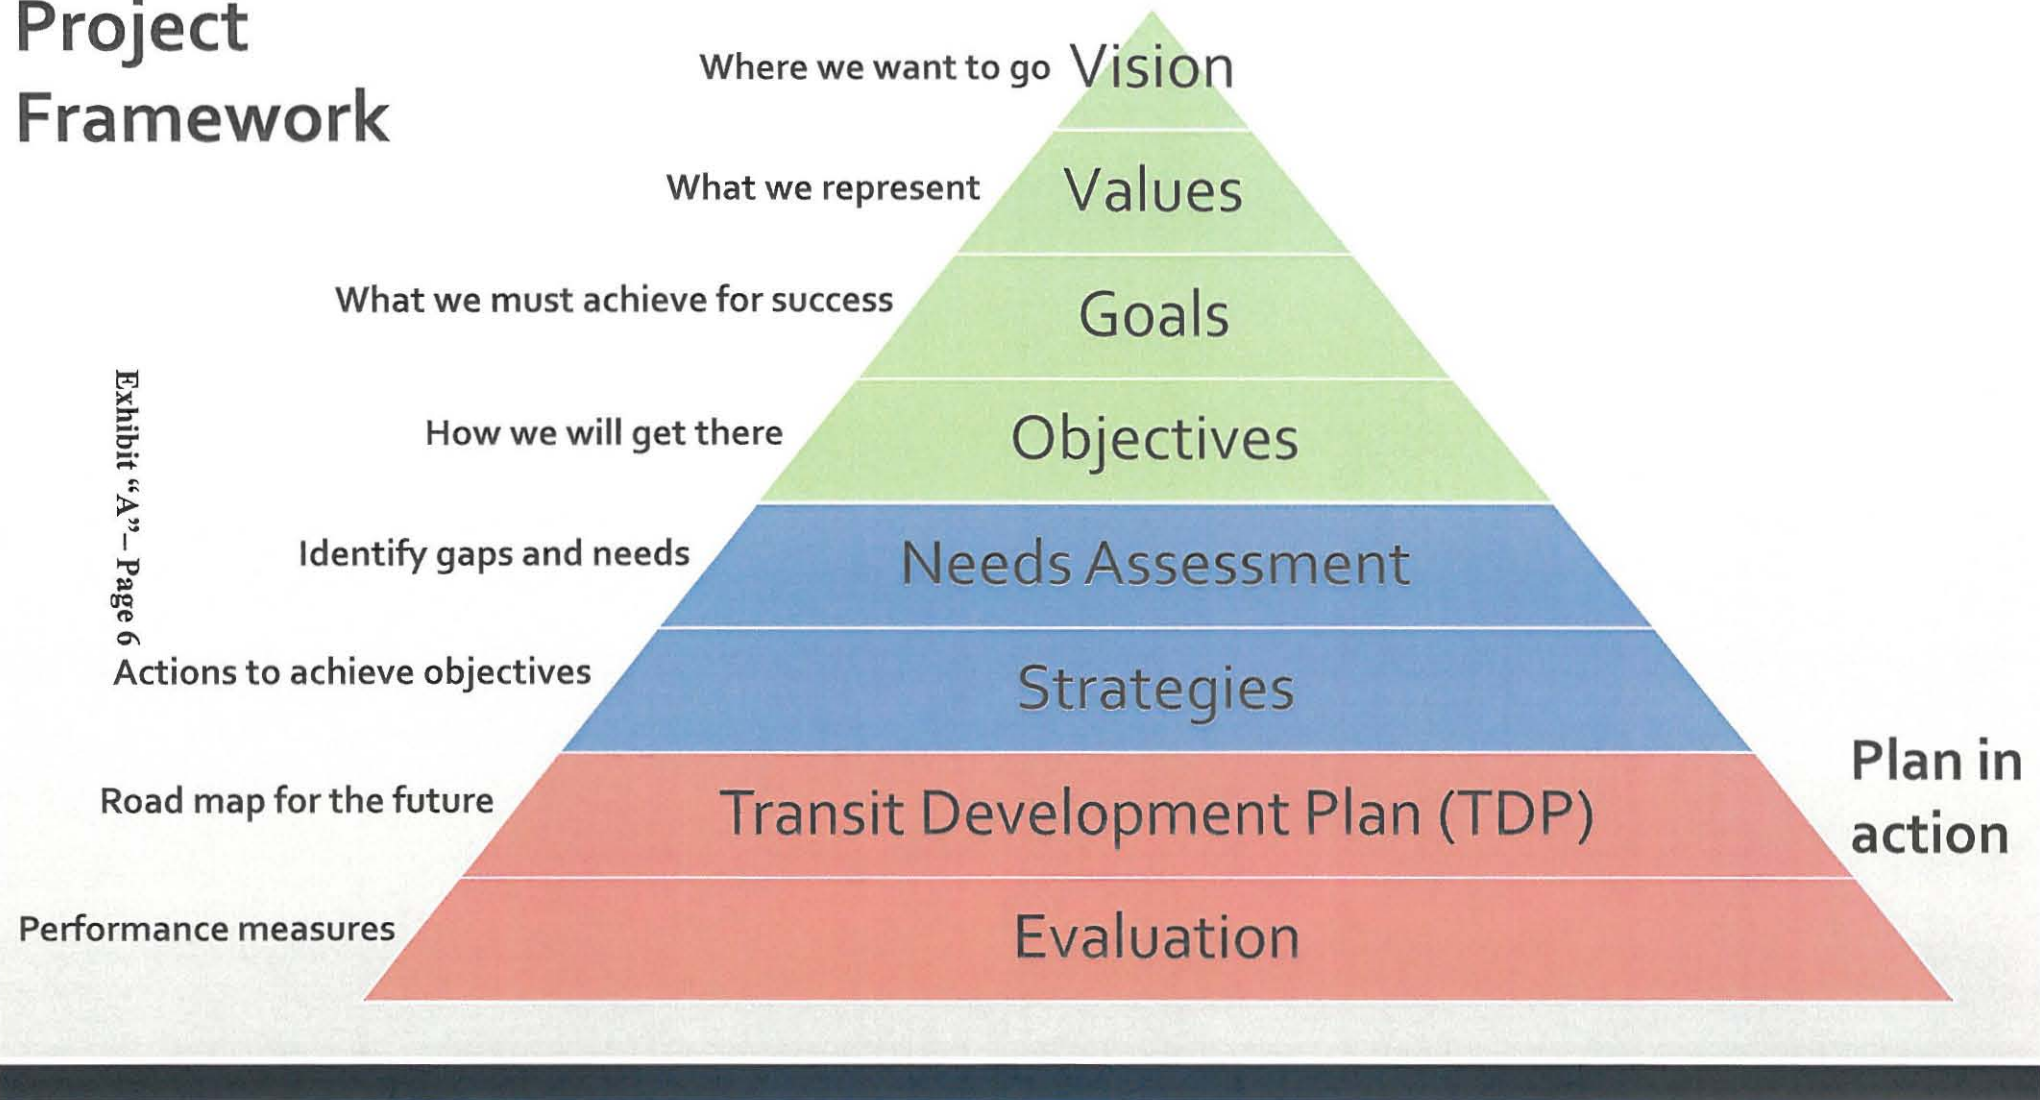 Project
Framework
Where we want to go Vision
What we represent Values
What we must achieve for success Goals
How we will get there Objectives
Identify gaps and needs Needs Assessment
Actions to achieve objectives Strategies
Road map for the future Transit Development Plan (TDP)
Plan in
action
Performance measures Evaluation
Exhibit “A”– Page 6